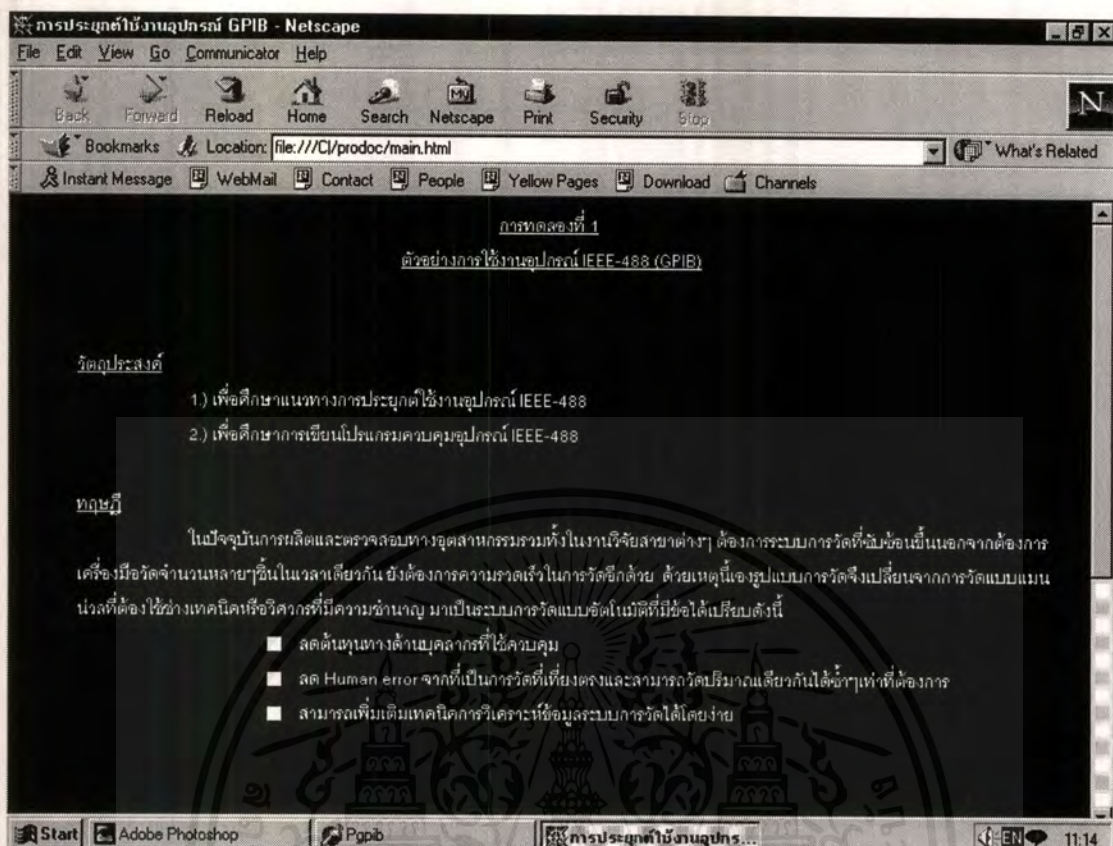 การประยุกต์ใช้งานอุปกรณ์ GPIB - Netscape
File Edit View Go Communicator Help
Back Forward Reload Home Search Netscape Print Security Stop
Bookmarks Location: file:///C|/prodoc/main.html What's Related
Instant Message WebMail Contact People Yellow Pages Download Channels
การทดลองที่ 1
ตัวอย่างการใช้งานอุปกรณ์ IEEE-488 (GPIB)
วัตถุประสงค์
1.) เพื่อศึกษาแนวทางการประยุกต์ใช้งานอุปกรณ์ IEEE-488
2.) เพื่อศึกษาการเขียนโปรแกรมควบคุมอุปกรณ์ IEEE-488
ทฤษฎี
ในปัจจุบันการผลิตและตรวจสอบทางอุตสาหกรรมรวมทั้งในงานวิจัยสาขาต่างๆ ต้องการระบบการวัดที่ซับซ้อนขึ้นนอกจากต้องการ
เครื่องมือวัดจำนวนหลายๆชิ้นในเวลาเดียวกัน ยังต้องการความรวดเร็วในการวัดอีกด้วย ด้วยเหตุนี้เองรูปแบบการวัดจึงเปลี่ยนจากการวัดแบบแมน
น่วลที่ต้องใช้ช่างเทคนิคหรือวิศวกรที่มีความชำนาญ มาเป็นระบบการวัดแบบอัตโนมัติที่มีข้อได้เปรียบดังนี้
ลดต้นทุนทางด้านบุคลากรที่ใช้ควบคุม
ลด Human error จากที่เป็นการวัดที่เที่ยงตรงและสามารถวัดปริมาณเดียวกันได้ซ้ำๆเท่าที่ต้องการ
สามารถเพิ่มเติมเทคนิคการวิเคราะห์ข้อมูลระบบการวัดได้โดยง่าย
Start Adobe Photoshop Pgpib การประยุกต์ใช้งานอุปกร... EN 11:14